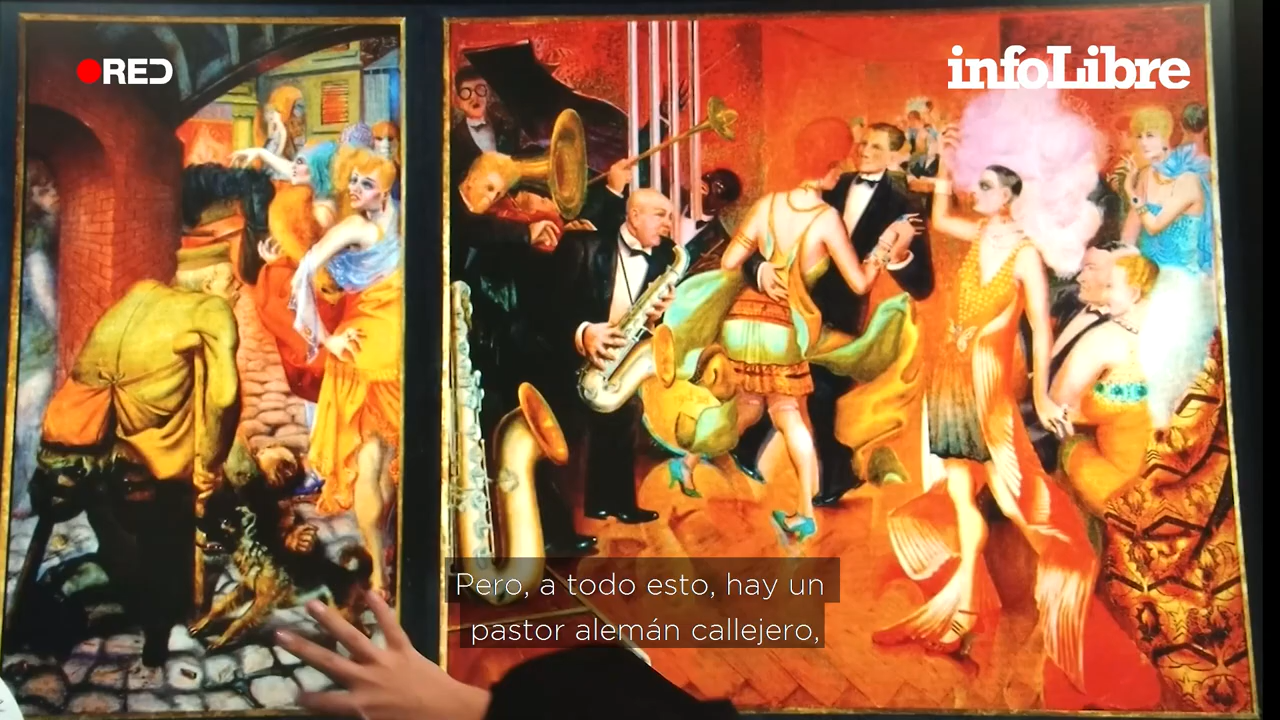 RED
infoLibre
Pero, a todo esto, hay un
pastor alemán callejero,